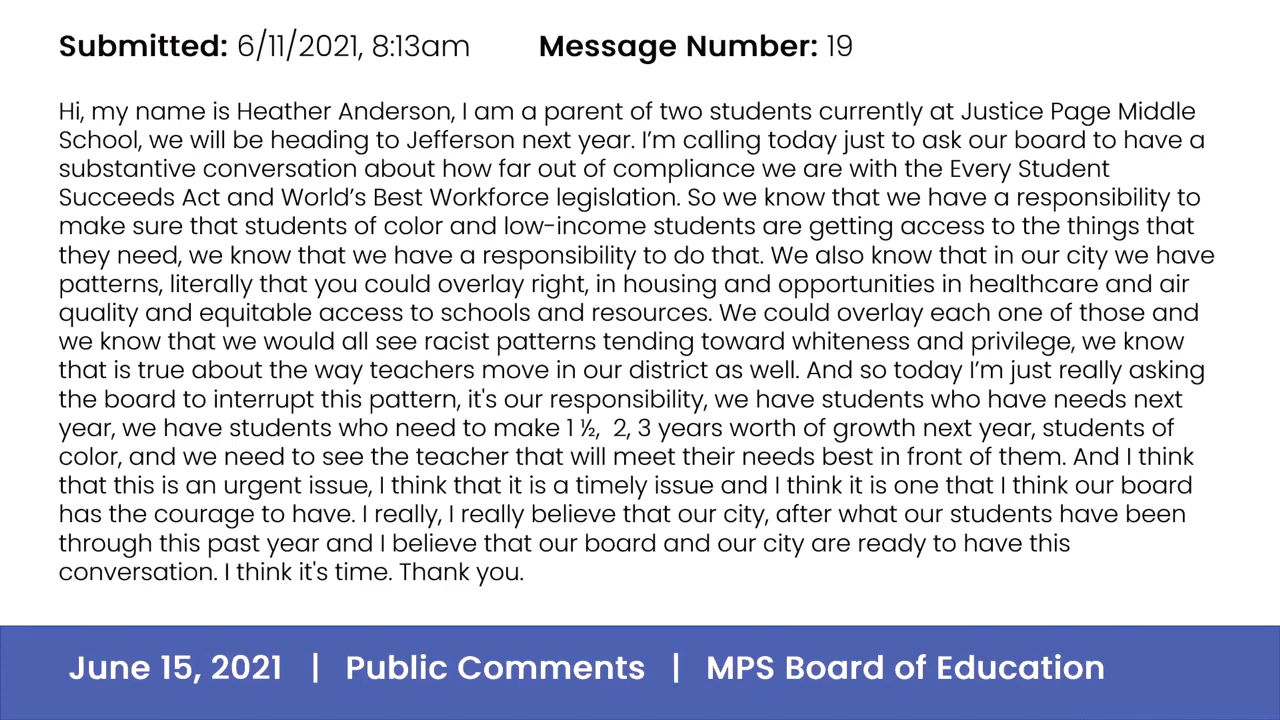 Submitted: 6/11/2021, 8:13am Message Number: 19
Hi, my name is Heather Anderson, I am a parent of two students currently at Justice Page Middle
School, we will be heading to Jefferson next year. I’m calling today just to ask our board to have a
substantive conversation about how far out of compliance we are with the Every Student
Succeeds Act and World’s Best Workforce legislation. So we know that we have a responsibility to
make sure that students of color and low-income students are getting access to the things that
they need, we know that we have a responsibility to do that. We also know that in our city we have
patterns, literally that you could overlay right, in housing and opportunities in healthcare and air
quality and equitable access to schools and resources. We could overlay each one of those and
we know that we would all see racist patterns tending toward whiteness and privilege, we know
that is true about the way teachers move in our district as well. And so today I’m just really asking
the board to interrupt this pattern, it's our responsibility, we have students who have needs next
year, we have students who need to make 1 ½,  2, 3 years worth of growth next year, students of
color, and we need to see the teacher that will meet their needs best in front of them. And I think
that this is an urgent issue, I think that it is a timely issue and I think it is one that I think our board
has the courage to have. I really, I really believe that our city, after what our students have been
through this past year and I believe that our board and our city are ready to have this
conversation. I think it's time. Thank you.
June 15, 2021 | Public Comments | MPS Board of Education